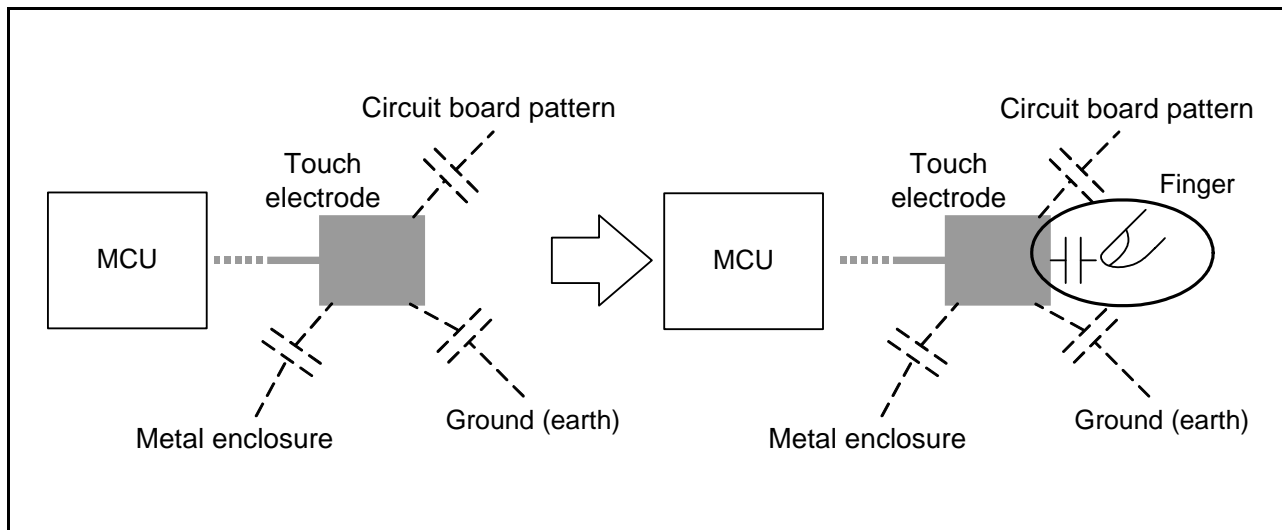 Circuit board pattern
Touch
electrode
MCU
Metal enclosure
Ground (earth)
Circuit board pattern
Touch
electrode
Finger
MCU
Metal enclosure
Ground (earth)